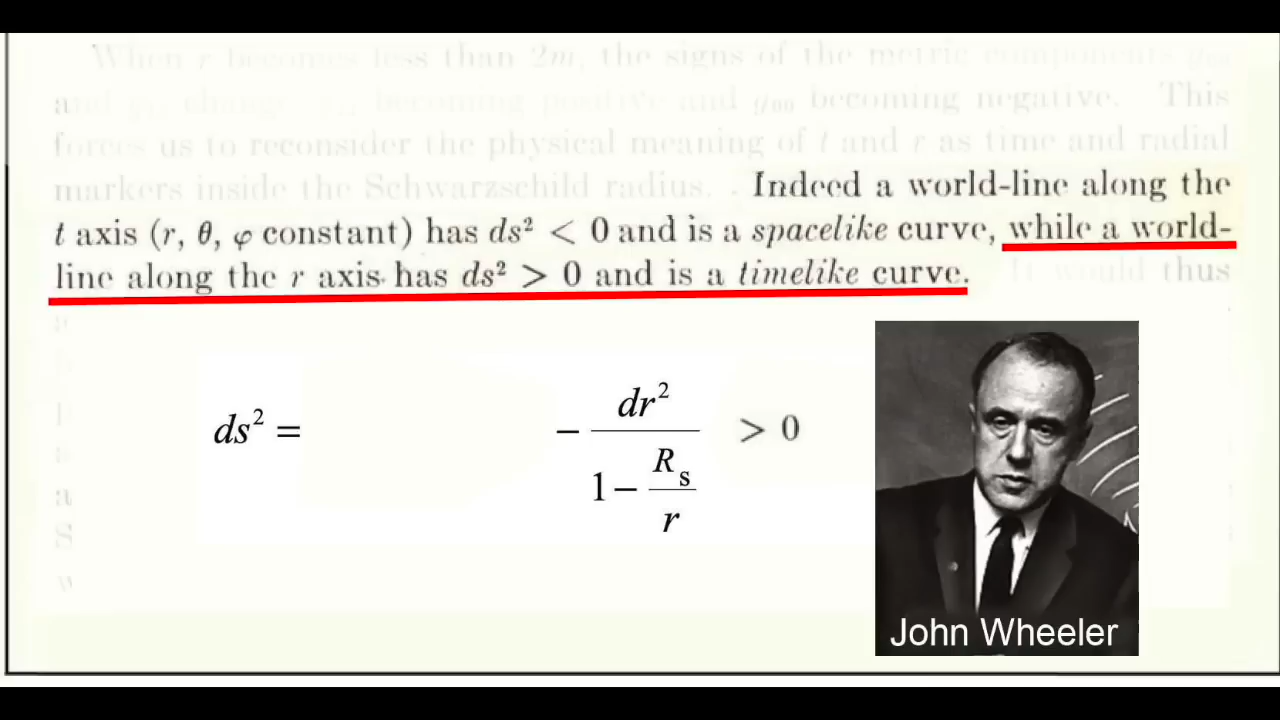 When r becomes less than 2m, the signs of the metric components g₀₀
and change, becoming positive and g₀₀ becoming negative. This
forces us to reconsider the physical meaning of t and r as time and radial
markers inside the Schwarzschild radius. Indeed a world-line along the
t axis (r, θ, φ constant) has ds² < 0 and is a spacelike curve, while a world-
line along the r axis has ds² > 0 and is a timelike curve. It would thus
ds² = − dr² / (1 − R_s / r) > 0
John Wheeler